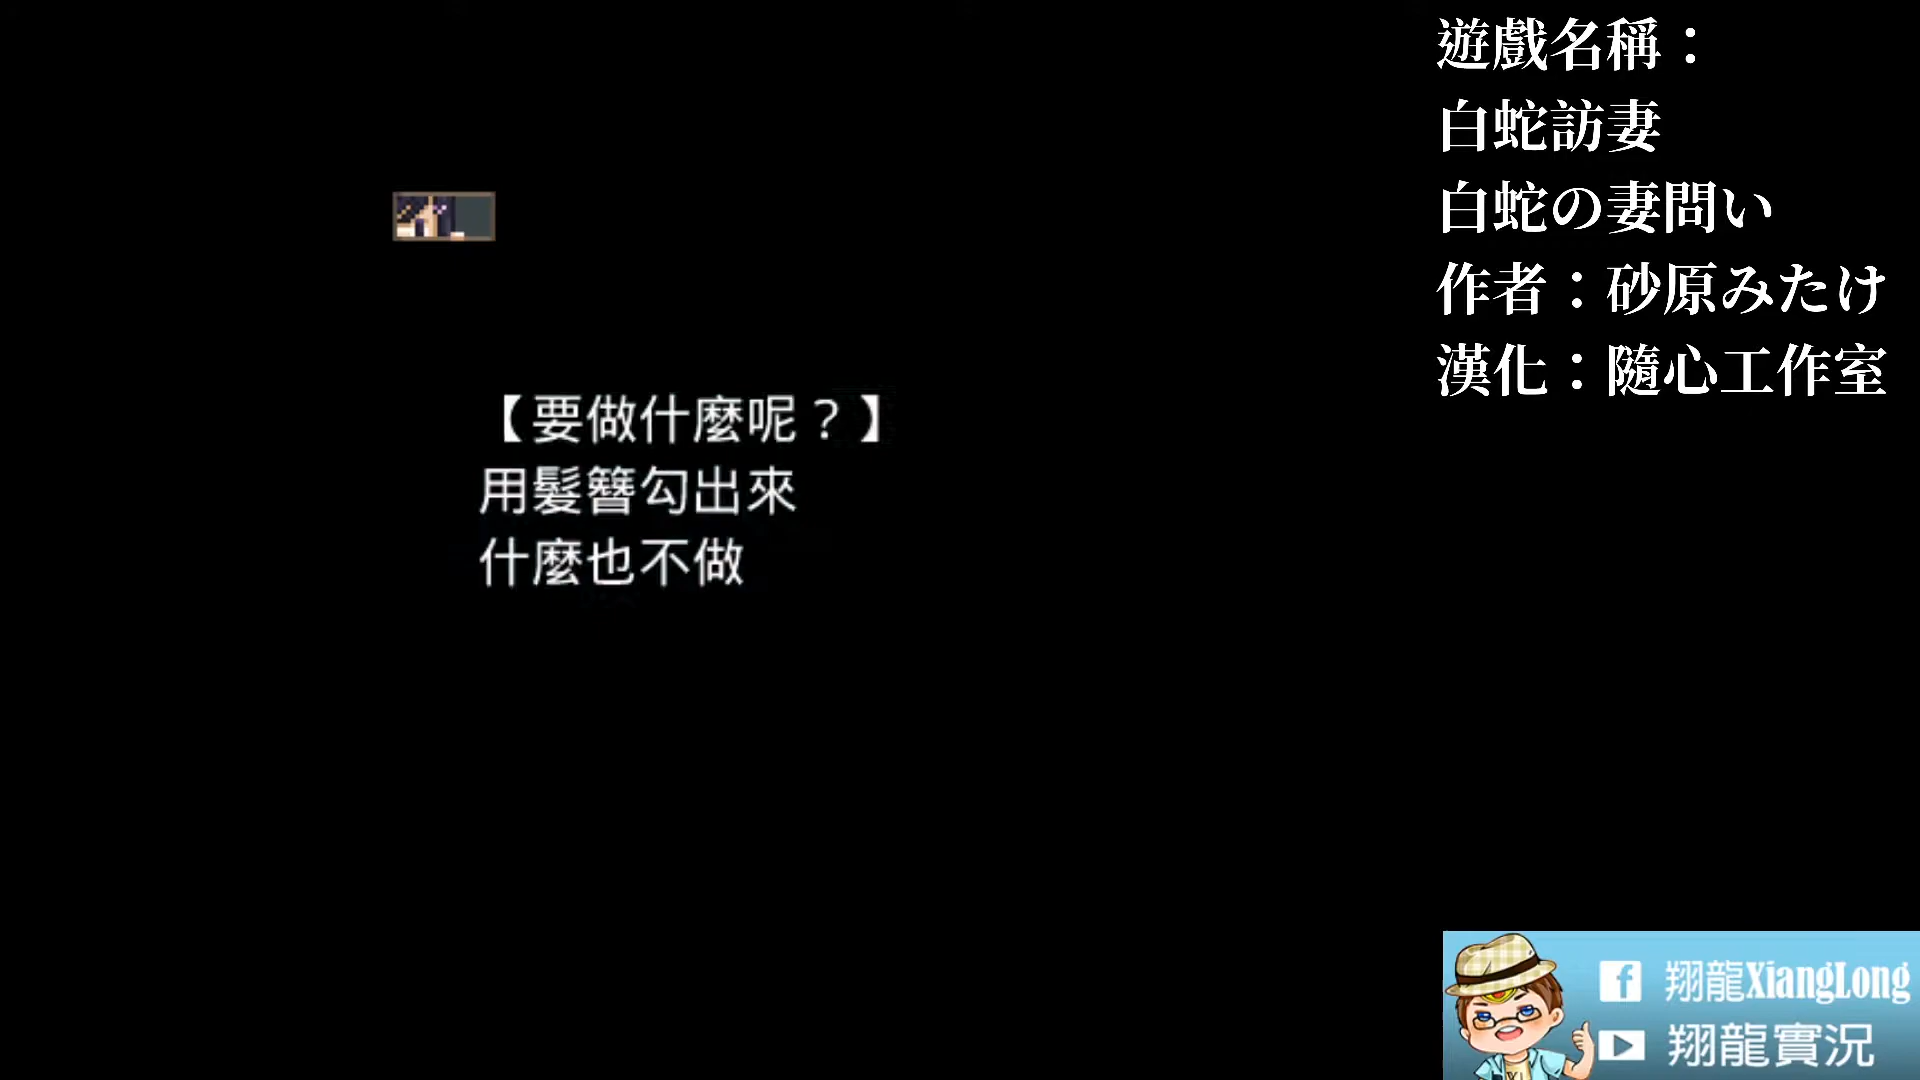 遊戲名稱：
白蛇訪妻
白蛇の妻問い
作者：砂原みたけ
漢化：隨心工作室
【要做什麼呢？】
用髮簪勾出來
什麼也不做
翔龍XiangLong
翔龍實況